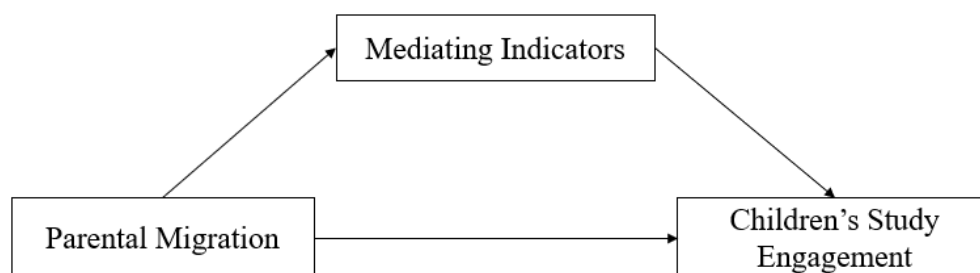 Mediating Indicators
Parental Migration
Children’s Study
Engagement